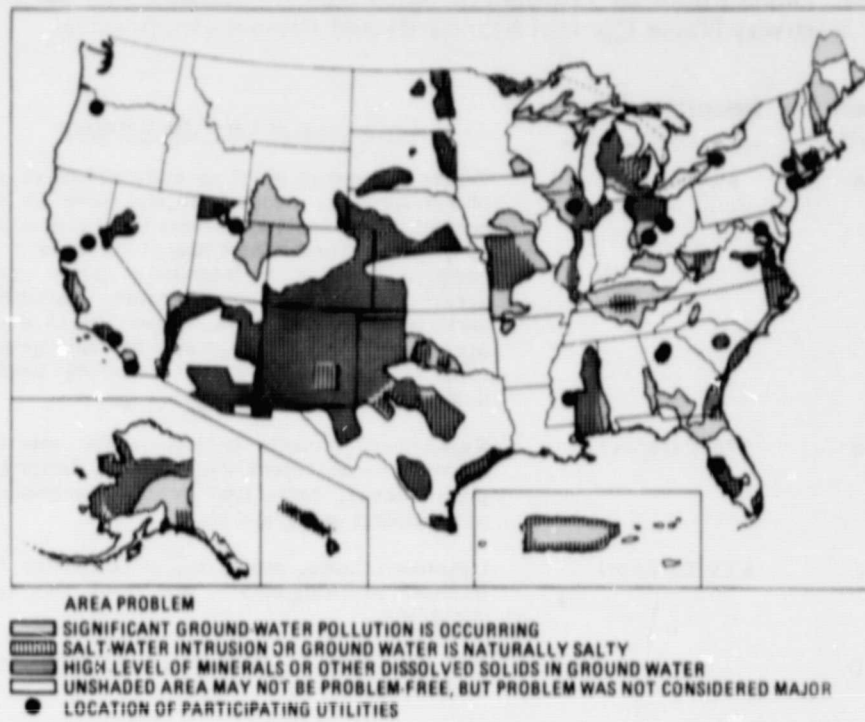 AREA PROBLEM
SIGNIFICANT GROUND-WATER POLLUTION IS OCCURRING
SALT-WATER INTRUSION OR GROUND WATER IS NATURALLY SALTY
HIGH LEVEL OF MINERALS OR OTHER DISSOLVED SOLIDS IN GROUND WATER
UNSHADED AREA MAY NOT BE PROBLEM-FREE, BUT PROBLEM WAS NOT CONSIDERED MAJOR
LOCATION OF PARTICIPATING UTILITIES